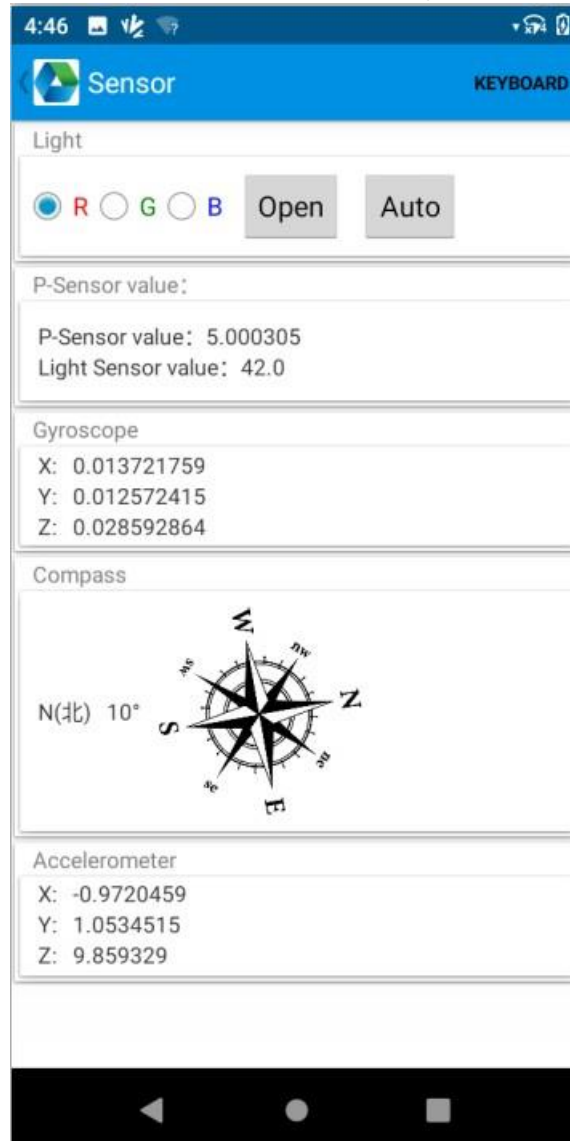 4:46
Sensor KEYBOARD
Light
R G B Open Auto
P-Sensor value：
P-Sensor value：5.000305
Light Sensor value：42.0
Gyroscope
X: 0.013721759
Y: 0.012572415
Z: 0.028592864
Compass
W
nw
sw
N(北) 10°
N
S
ne
se
E
Accelerometer
X: -0.9720459
Y: 1.0534515
Z: 9.859329